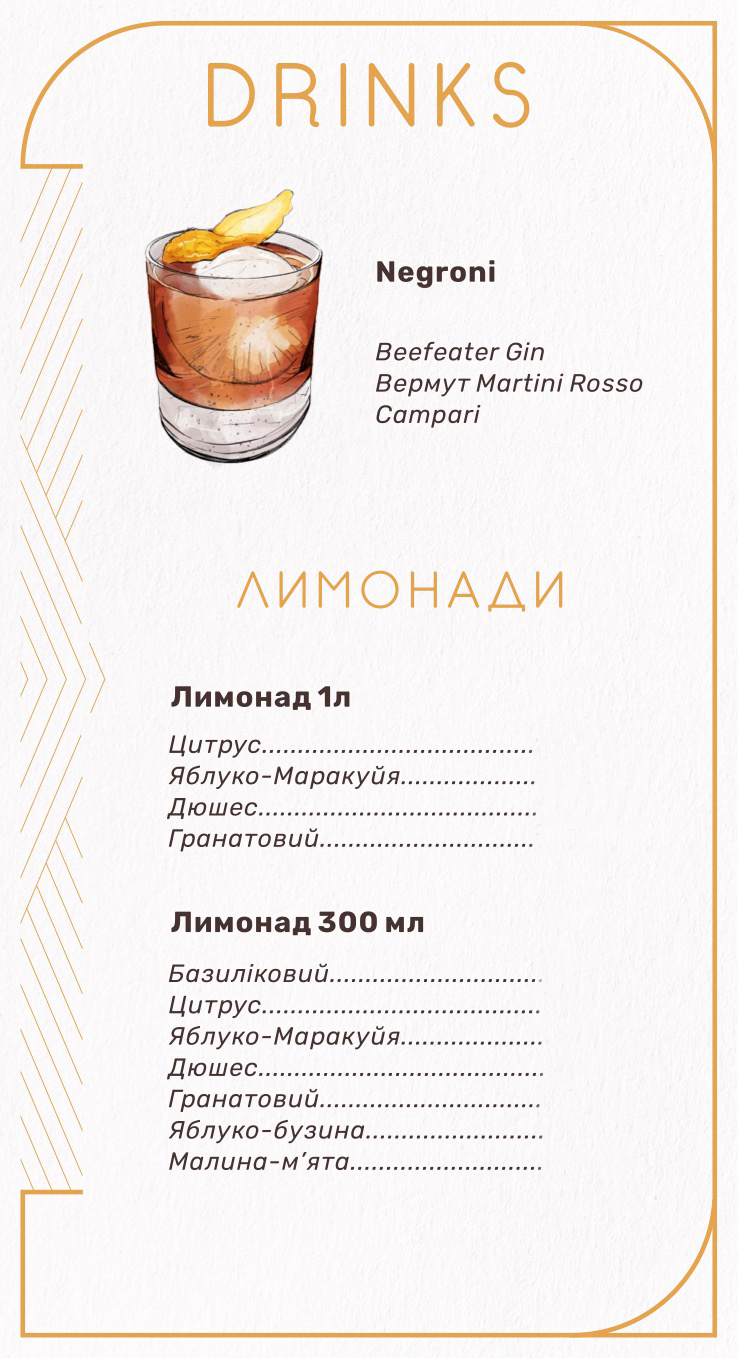 DRINKS
Negroni
Beefeater Gin
Вермут Martini Rosso
Campari
ЛИМОНАДИ
Лимонад 1л
Цитрус......................................
Яблуко-Маракуйя...................
Дюшес.......................................
Гранатовий..............................
Лимонад 300 мл
Базиліковий..............................
Цитрус.......................................
Яблуко-Маракуйя....................
Дюшес........................................
Гранатовий...............................
Яблуко-бузина.........................
Малина-м’ята...........................